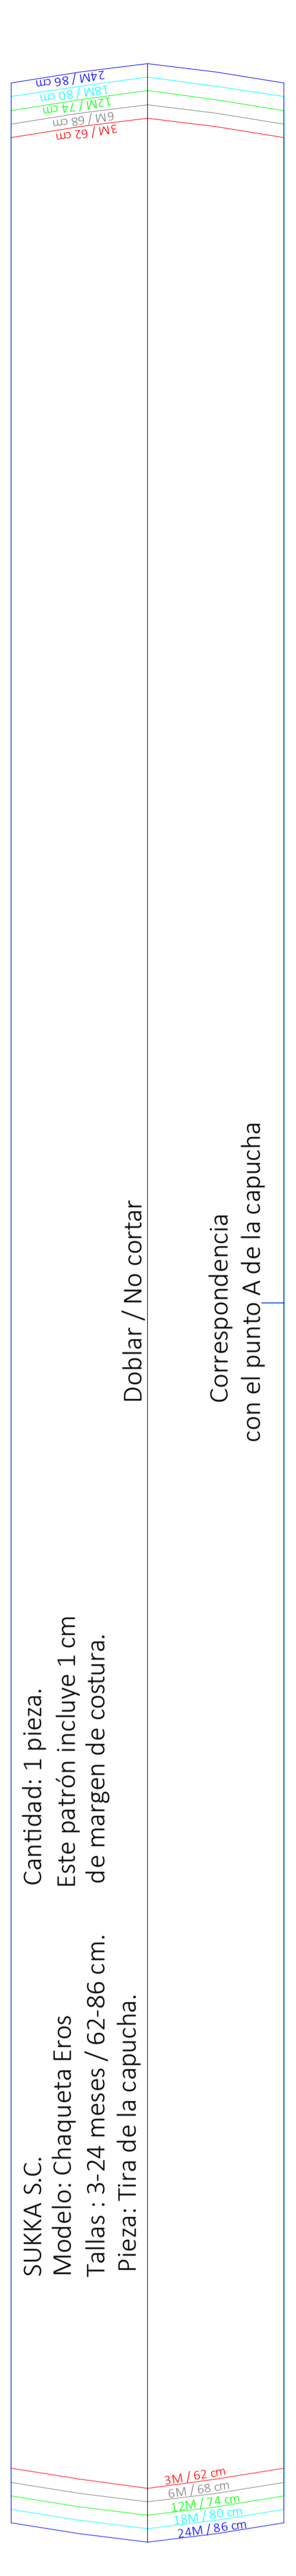 24M / 86 cm
18M / 80 cm
12M / 74 cm
6M / 68 cm
3M / 62 cm
Doblar / No cortar
Correspondencia
con el punto A de la capucha
Cantidad: 1 pieza.
Este patrón incluye 1 cm
de margen de costura.
SUKKA S.C.
Modelo: Chaqueta Eros
Tallas : 3-24 meses / 62-86 cm.
Pieza: Tira de la capucha.
3M / 62 cm
6M / 68 cm
12M / 74 cm
18M / 80 cm
24M / 86 cm